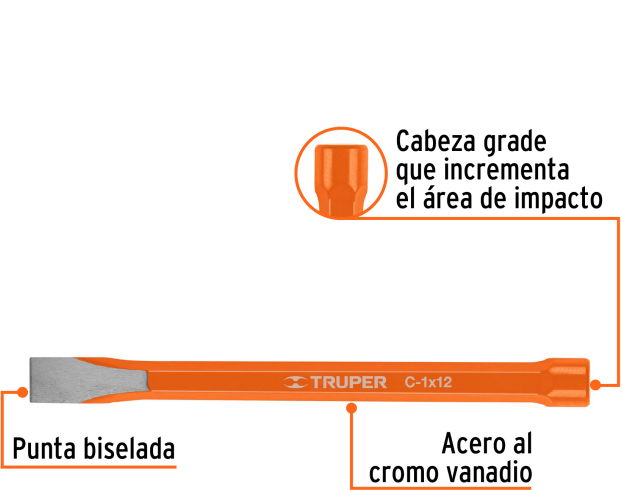 Cabeza grade
que incrementa
el área de impacto
TRUPER C-1x12
Punta biselada
Acero al
cromo vanadio